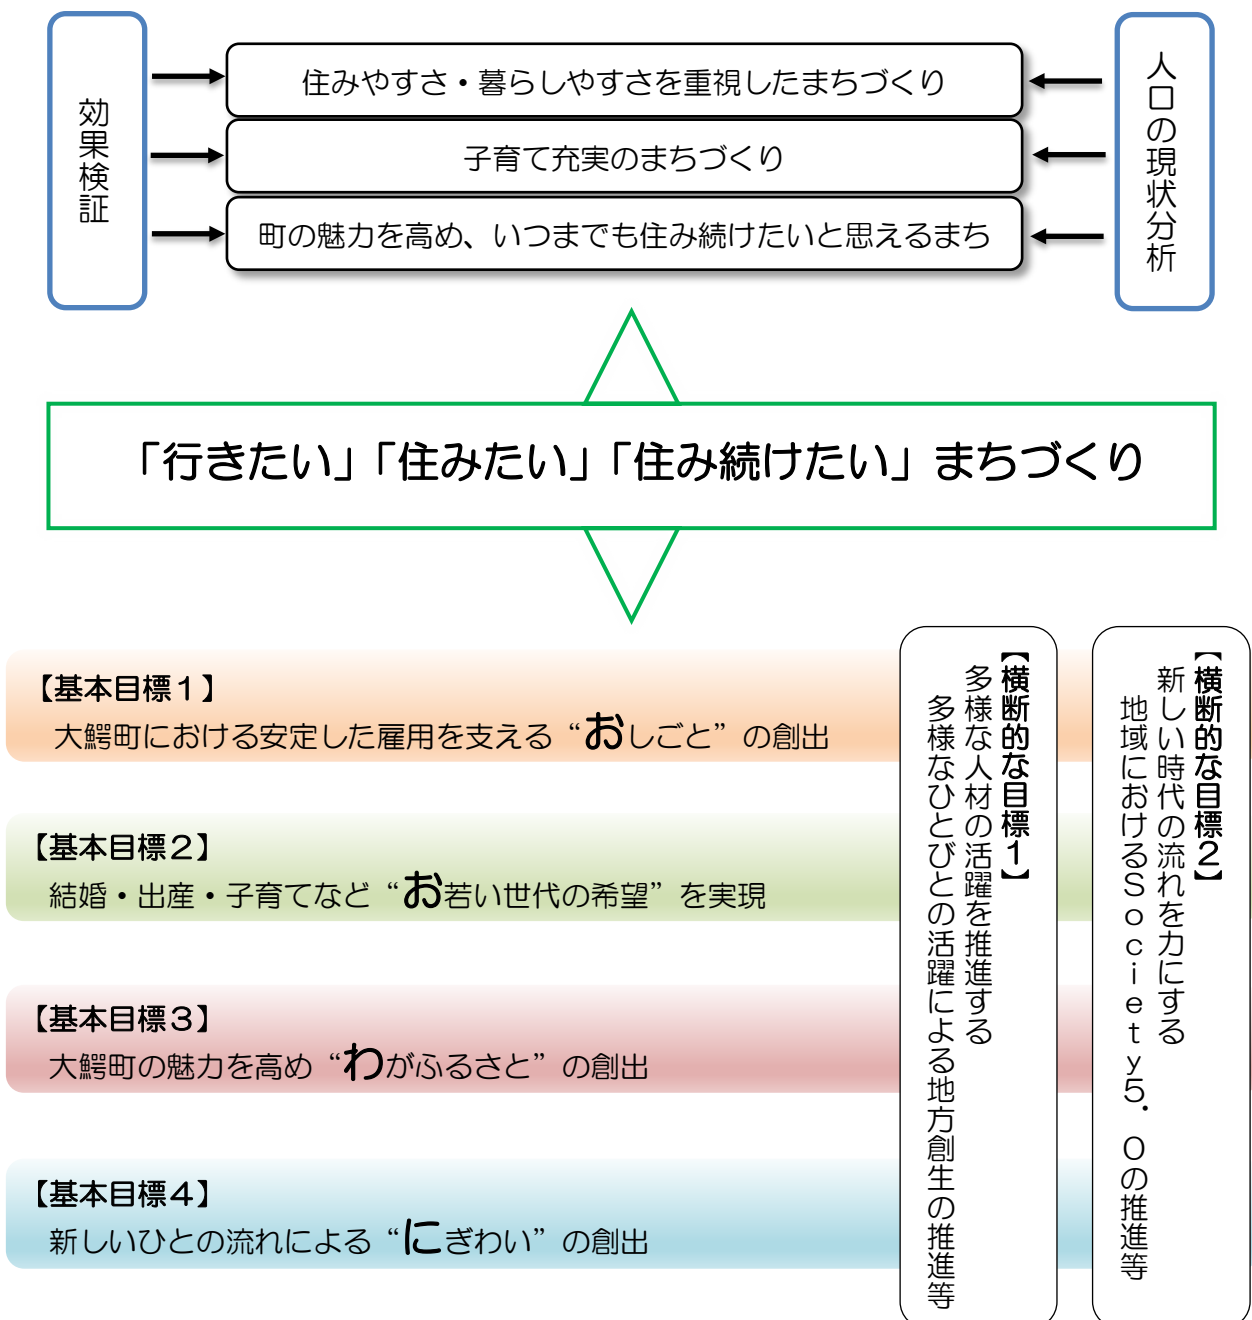 効果検証
住みやすさ・暮らしやすさを重視したまちづくり
子育て充実のまちづくり
町の魅力を高め、いつまでも住み続けたいと思えるまち
人口の現状分析
「行きたい」「住みたい」「住み続けたい」まちづくり
【基本目標１】
大鰐町における安定した雇用を支える“おしごと”の創出
【基本目標２】
結婚・出産・子育てなど“お若い世代の希望”を実現
【基本目標３】
大鰐町の魅力を高め“わがふるさと”の創出
【基本目標４】
新しいひとの流れによる“にぎわい”の創出
【横断的な目標１】
多様な人材の活躍を推進する
多様なひとびとの活躍による地方創生の推進等
【横断的な目標２】
新しい時代の流れを力にする
地域におけるＳｏｃｉｅｔｙ５．０の推進等